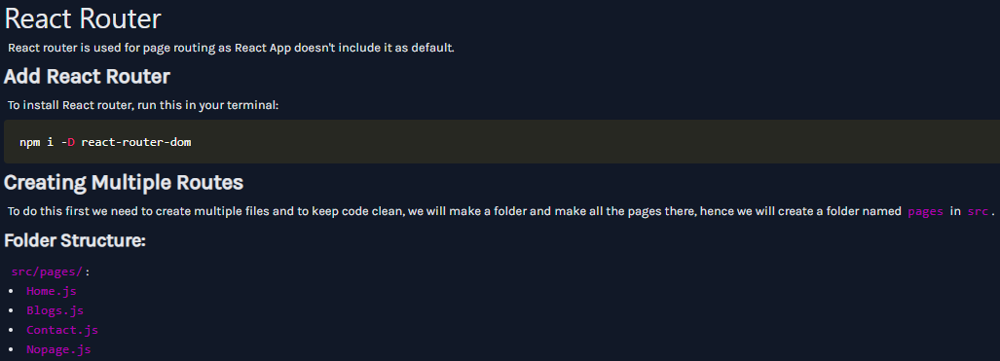 React Router
React router is used for page routing as React App doesn't include it as default.
Add React Router
To install React router, run this in your terminal:
npm i -D react-router-dom
Creating Multiple Routes
To do this first we need to create multiple files and to keep code clean, we will make a folder and make all the pages there, hence we will create a folder named pages in src.
Folder Structure:
src/pages/:
• Home.js
• Blogs.js
• Contact.js
• Nopage.js